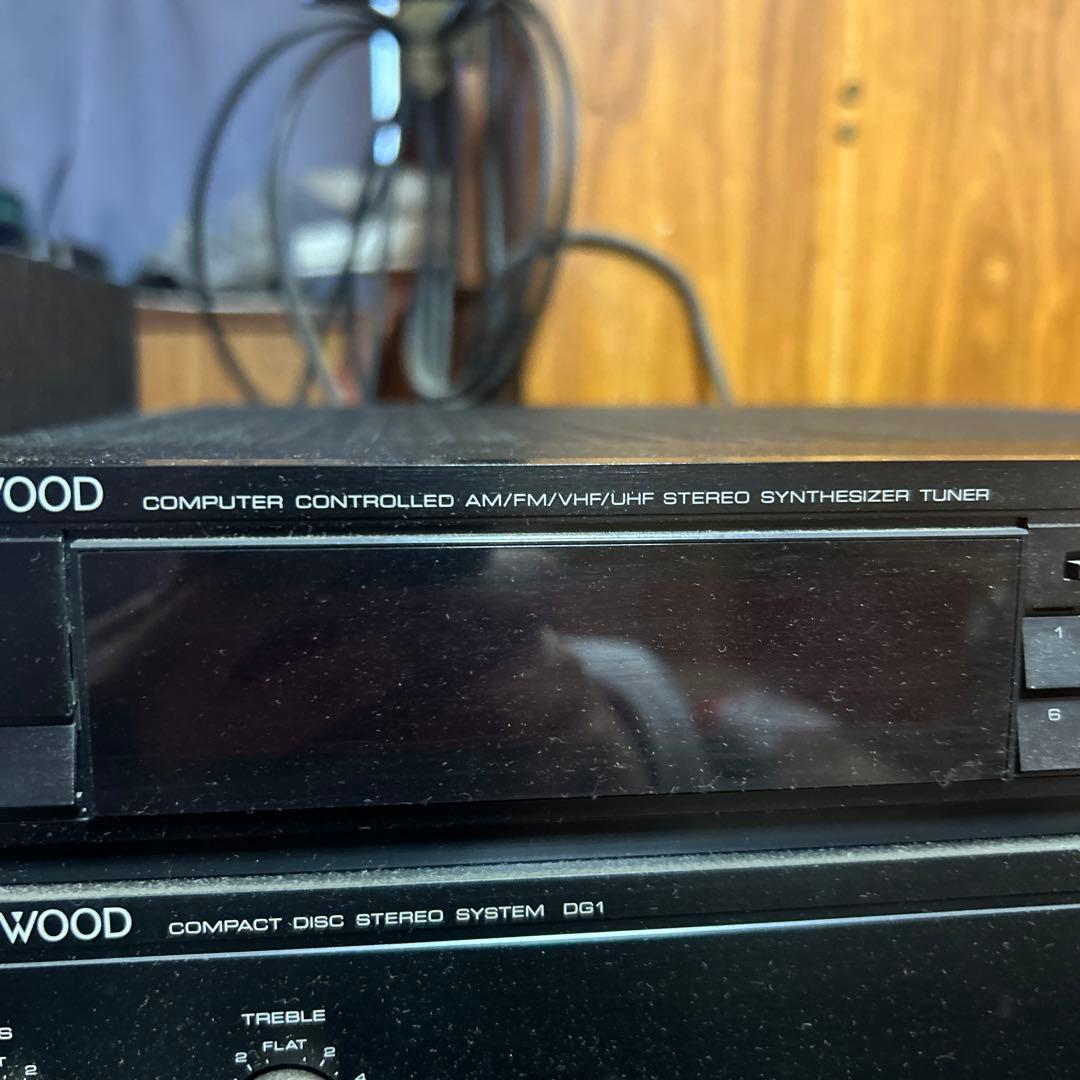 WOOD COMPUTER CONTROLLED AM/FM/VHF/UHF STEREO SYNTHESIZER TUNER
1
6
WOOD COMPACT DISC STEREO SYSTEM DG1
S TREBLE
T 2 2 FLAT 2 4